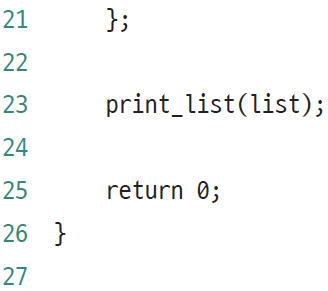 21 };
22
23 print_list(list);
24
25 return 0;
26 }
27